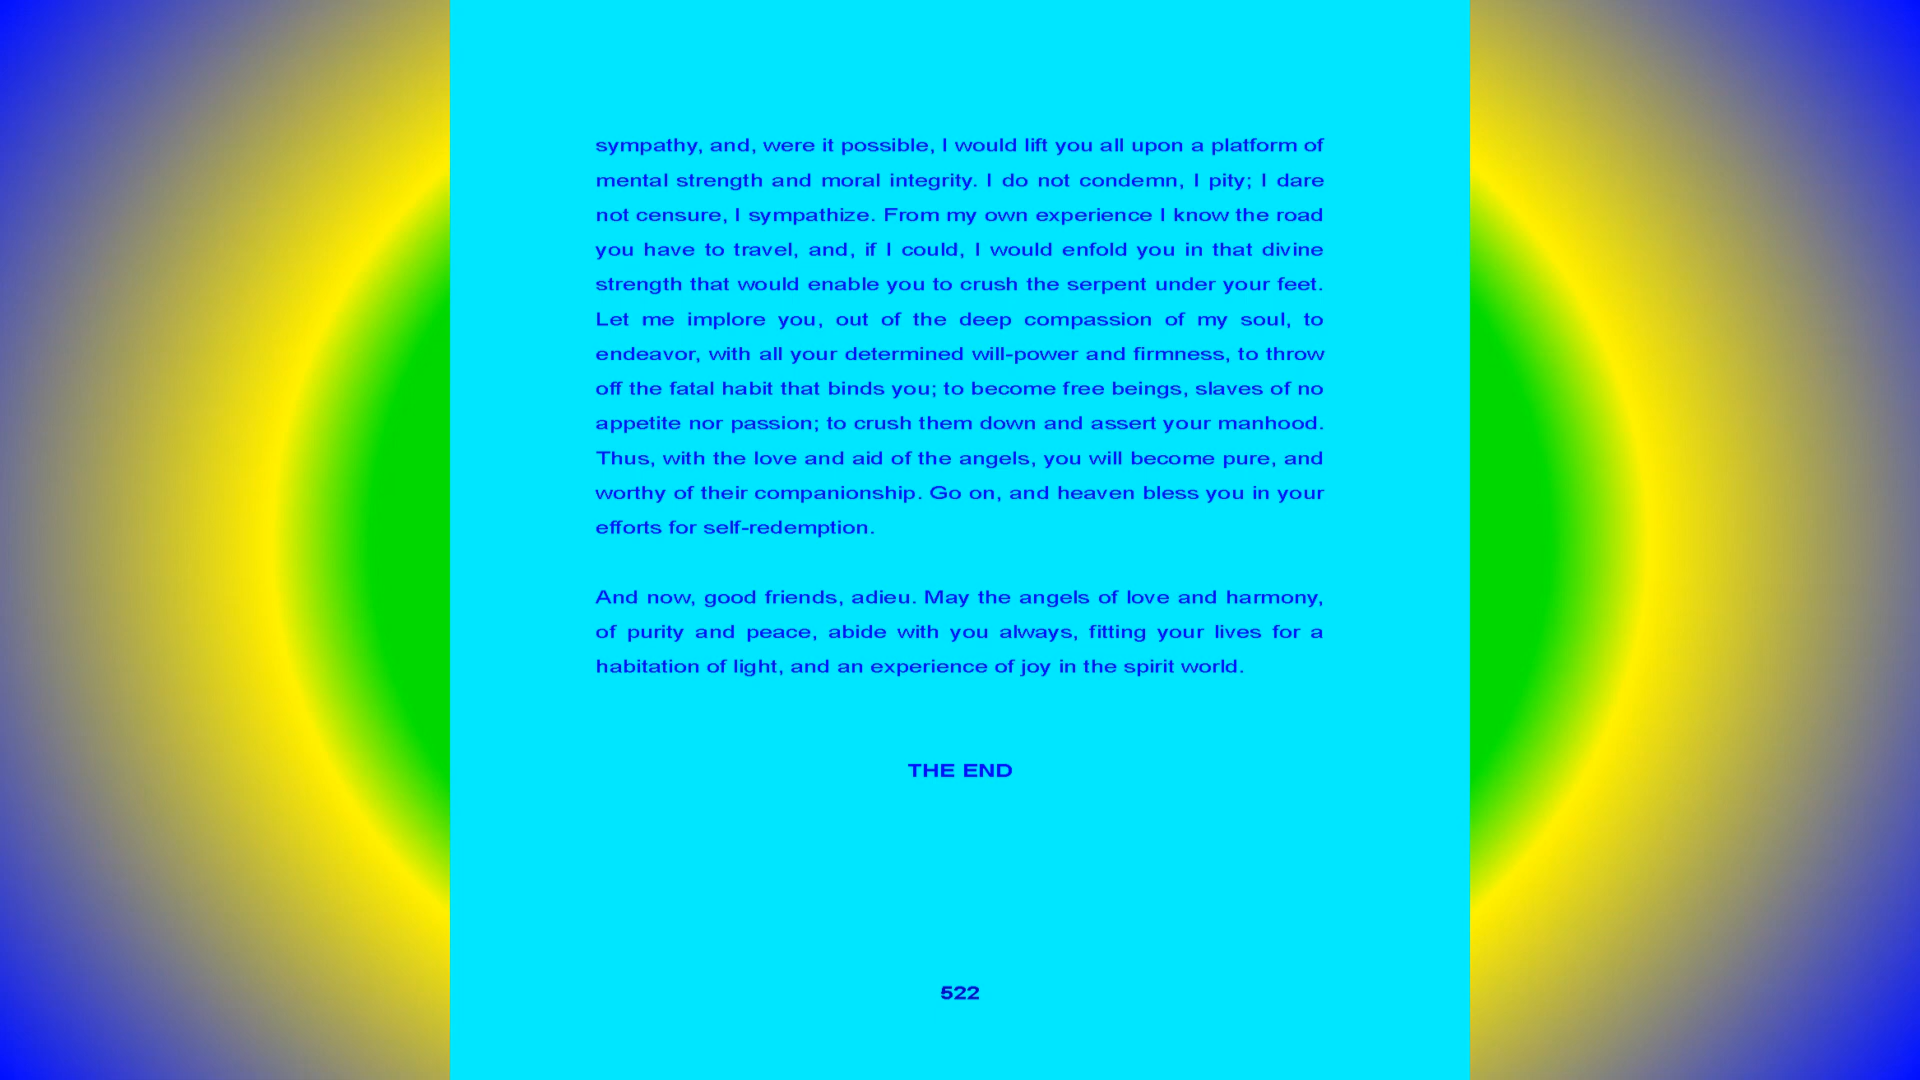 sympathy, and, were it possible, I would lift you all upon a platform of
mental strength and moral integrity. I do not condemn, I pity; I dare
not censure, I sympathize. From my own experience I know the road
you have to travel, and, if I could, I would enfold you in that divine
strength that would enable you to crush the serpent under your feet.
Let me implore you, out of the deep compassion of my soul, to
endeavor, with all your determined will-power and firmness, to throw
off the fatal habit that binds you; to become free beings, slaves of no
appetite nor passion; to crush them down and assert your manhood.
Thus, with the love and aid of the angels, you will become pure, and
worthy of their companionship. Go on, and heaven bless you in your
efforts for self-redemption.
And now, good friends, adieu. May the angels of love and harmony,
of purity and peace, abide with you always, fitting your lives for a
habitation of light, and an experience of joy in the spirit world.
THE END
522